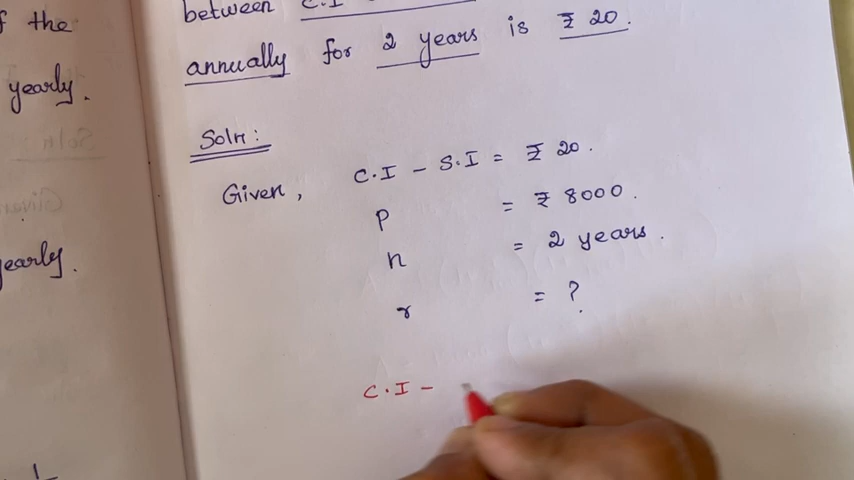 the
yearly.
yearly.
between C.I
annually for 2 years is ₹ 20.
Soln:
Given, C.I - S.I = ₹ 20.
P = ₹ 8000.
n = 2 years.
r = ?
C.I -